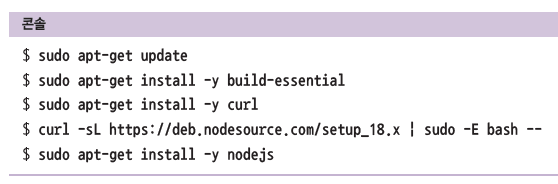 콘솔
$ sudo apt-get update
$ sudo apt-get install -y build-essential
$ sudo apt-get install -y curl
$ curl -sL https://deb.nodesource.com/setup_18.x | sudo -E bash --
$ sudo apt-get install -y nodejs